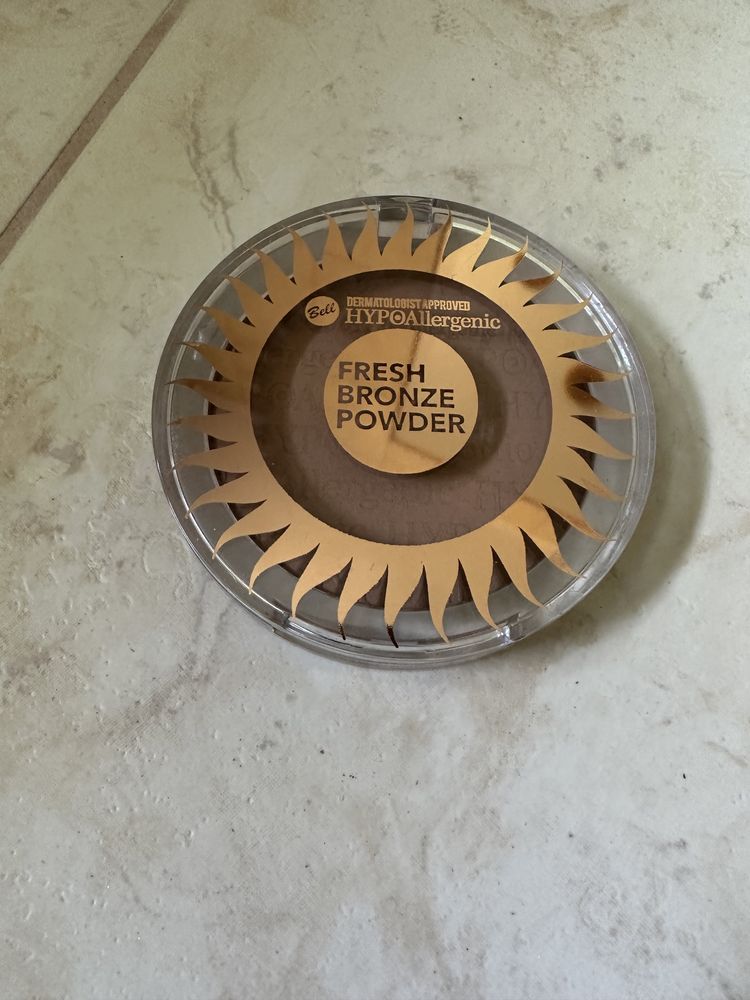 Bell
DERMATOLOGIST APPROVED
HYPOAllergenic
FRESH
BRONZE
POWDER